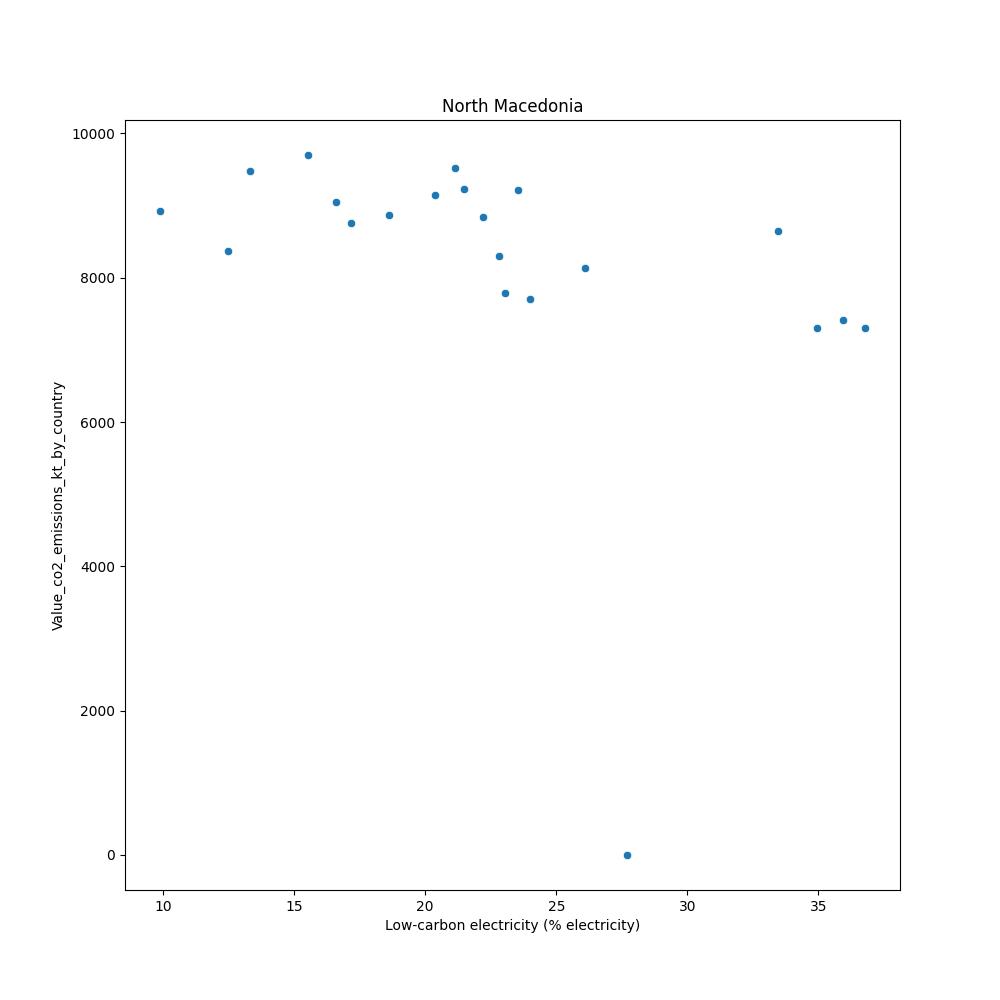 North Macedonia
10000
8000
6000
4000
2000
0
Value_co2_emissions_kt_by_country
10 15 20 25 30 35
Low-carbon electricity (% electricity)